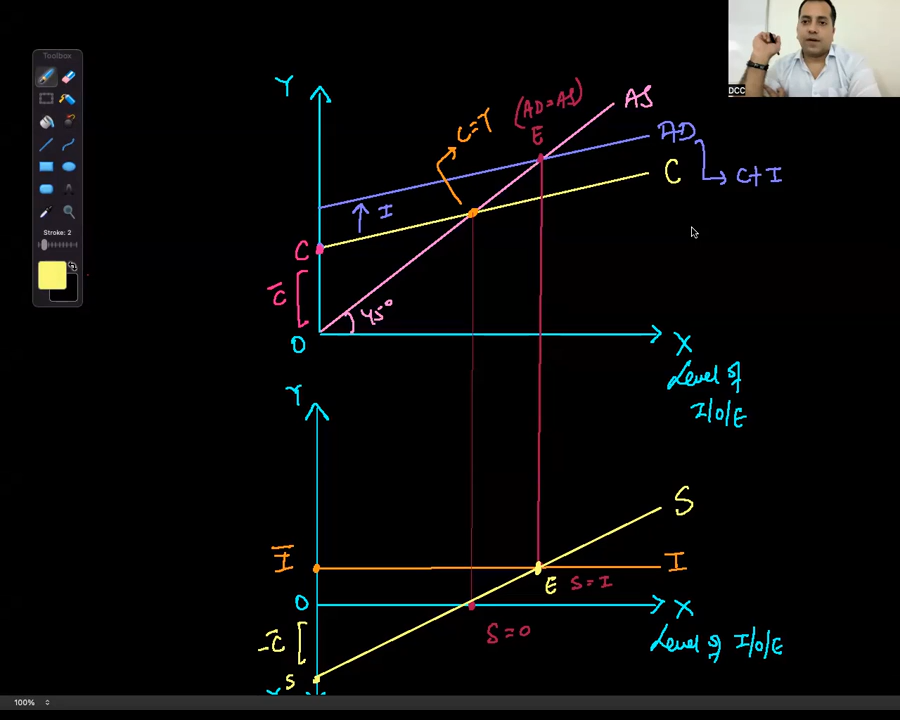 Toolbox
Stroke: 2
DCC
Y
(AD=AS)
E
C=Y
AS
AD
C+I
C
I
C
C̅
45°
O
X
Level of
I/O/E
Y
S
I̅
I
E S=I
O
X
S=0
-C̅
Level of I/O/E
S
100%